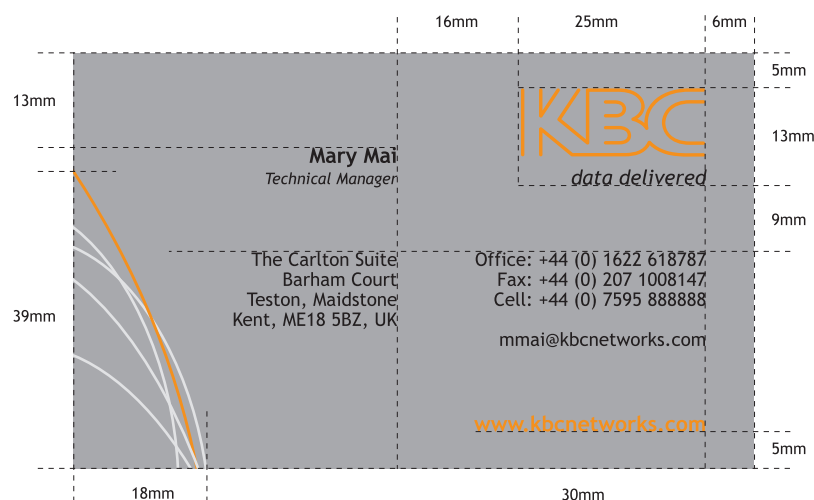 16mm 25mm 6mm
5mm
13mm
KBC
13mm
Mary Mai
Technical Manager
data delivered
9mm
The Carlton Suite
Barham Court
Teston, Maidstone
Kent, ME18 5BZ, UK
Office: +44 (0) 1622 618787
Fax: +44 (0) 207 1008147
Cell: +44 (0) 7595 888888
mmai@kbcnetworks.com
39mm
www.kbcnetworks.com
5mm
18mm 30mm